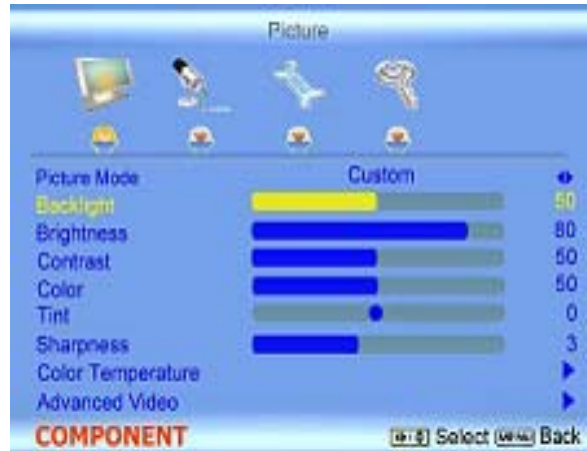 Picture
Picture Mode Custom
Backlight 50
Brightness 80
Contrast 50
Color 50
Tint 0
Sharpness 3
Color Temperature
Advanced Video
COMPONENT Select MENU Back